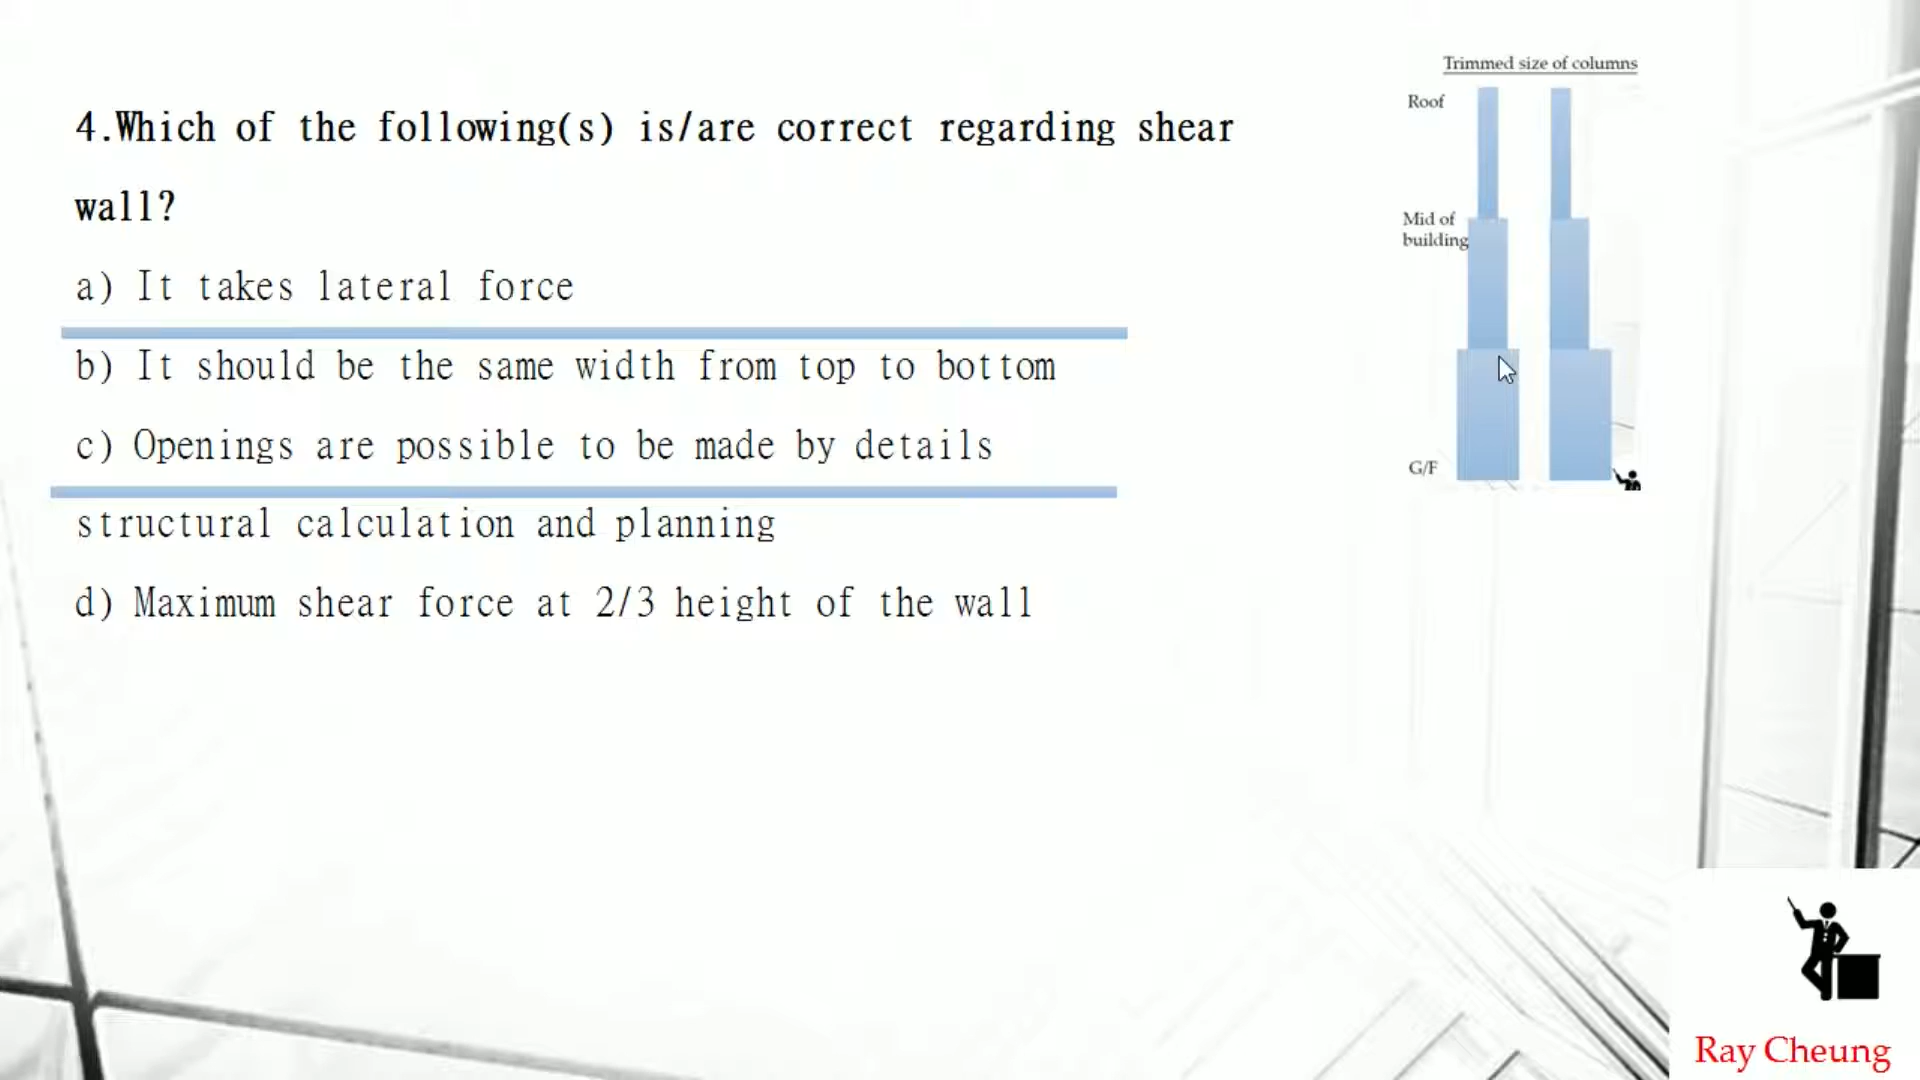 4.Which of the following(s) is/are correct regarding shear
wall?
a) It takes lateral force
b) It should be the same width from top to bottom
c) Openings are possible to be made by details
structural calculation and planning
d) Maximum shear force at 2/3 height of the wall
Trimmed size of columns
Roof
Mid of
building
G/F
Ray Cheung